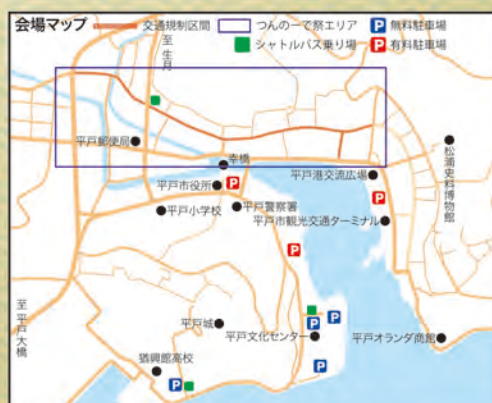 会場マップ
交通規制区間
つんのーで祭エリア
P 無料駐車場
シャトルバス乗り場
P 有料駐車場
至生月
平戸郵便局
幸橋
平戸市役所
P
平戸港交流広場
松浦史料博物館
平戸小学校
平戸警察署
P
平戸市観光交通ターミナル
P
至平戸大橋
平戸城
P
P
平戸文化センター
平戸オランダ商館
猶興館高校
P
P